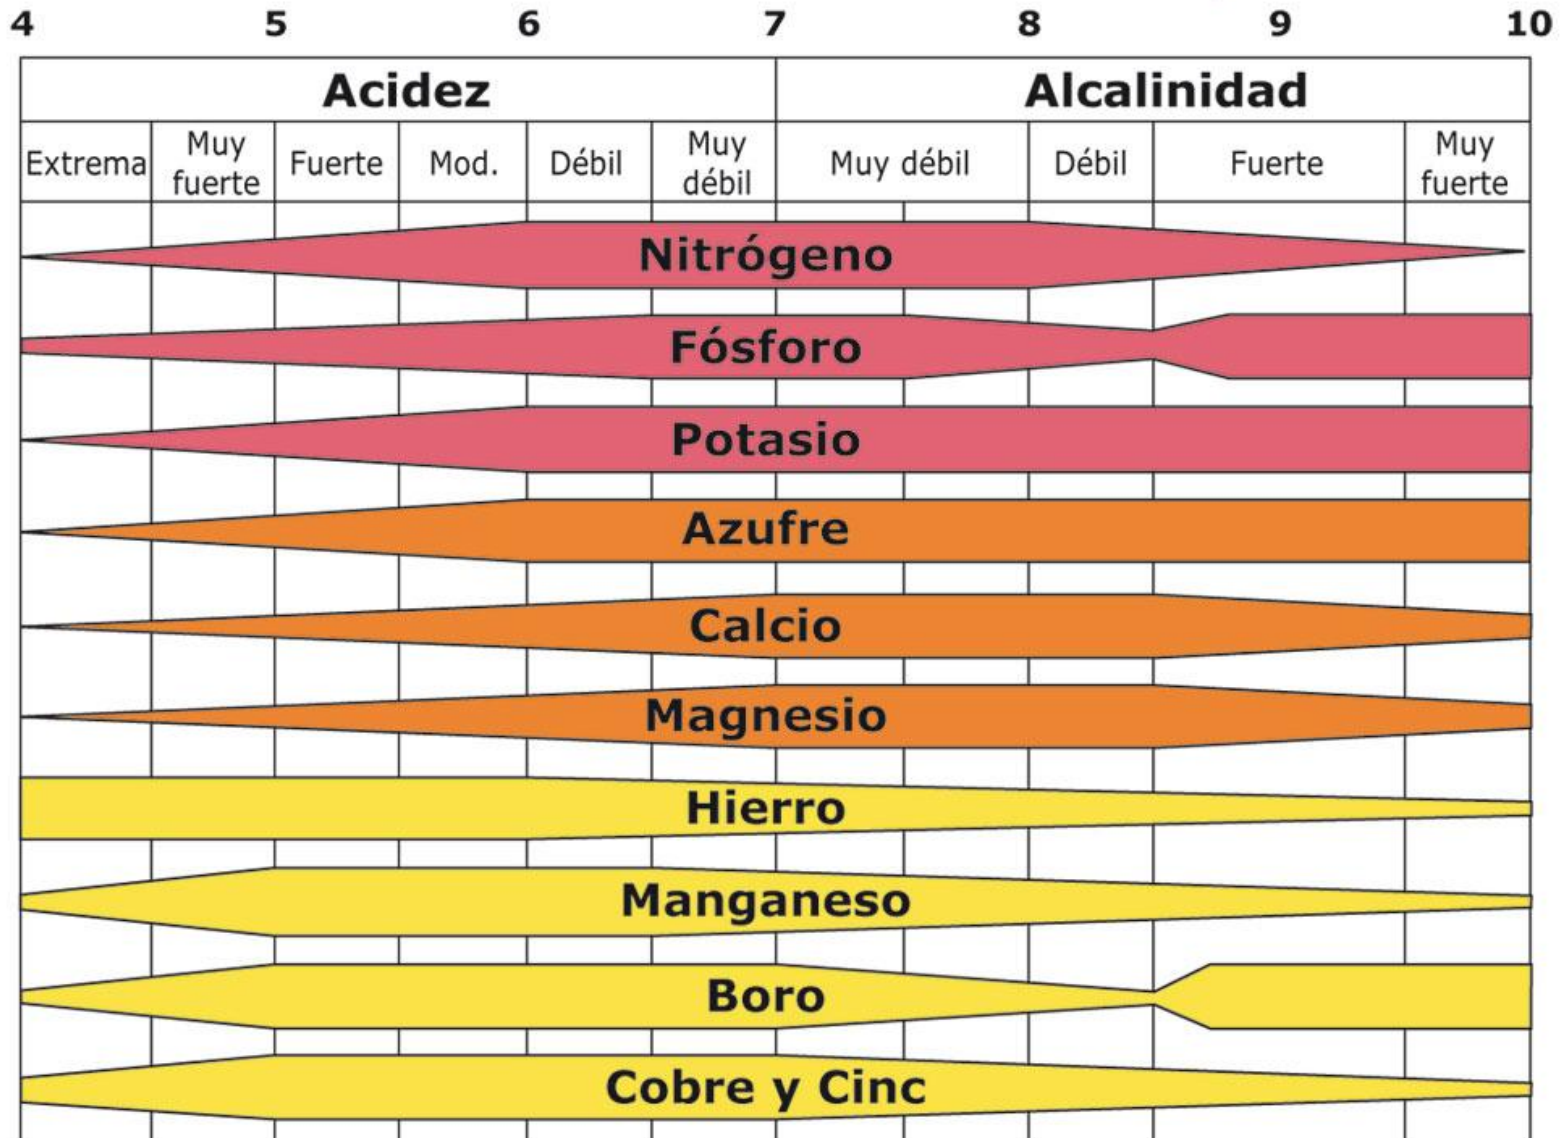 4 5 6 7 8 9 10
Acidez Alcalinidad
Extrema Muy fuerte Fuerte Mod. Débil Muy débil Muy débil Débil Fuerte Muy fuerte
Nitrógeno
Fósforo
Potasio
Azufre
Calcio
Magnesio
Hierro
Manganeso
Boro
Cobre y Cinc